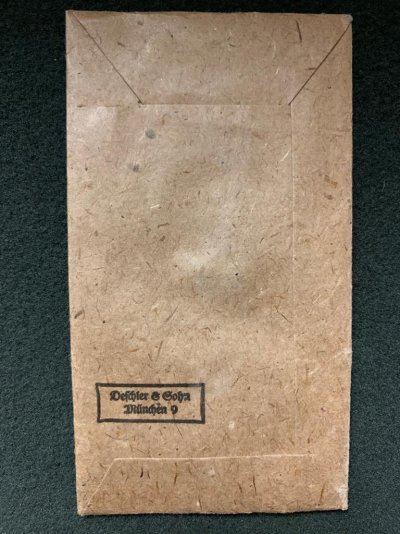 Deschler & Sohn
München 9